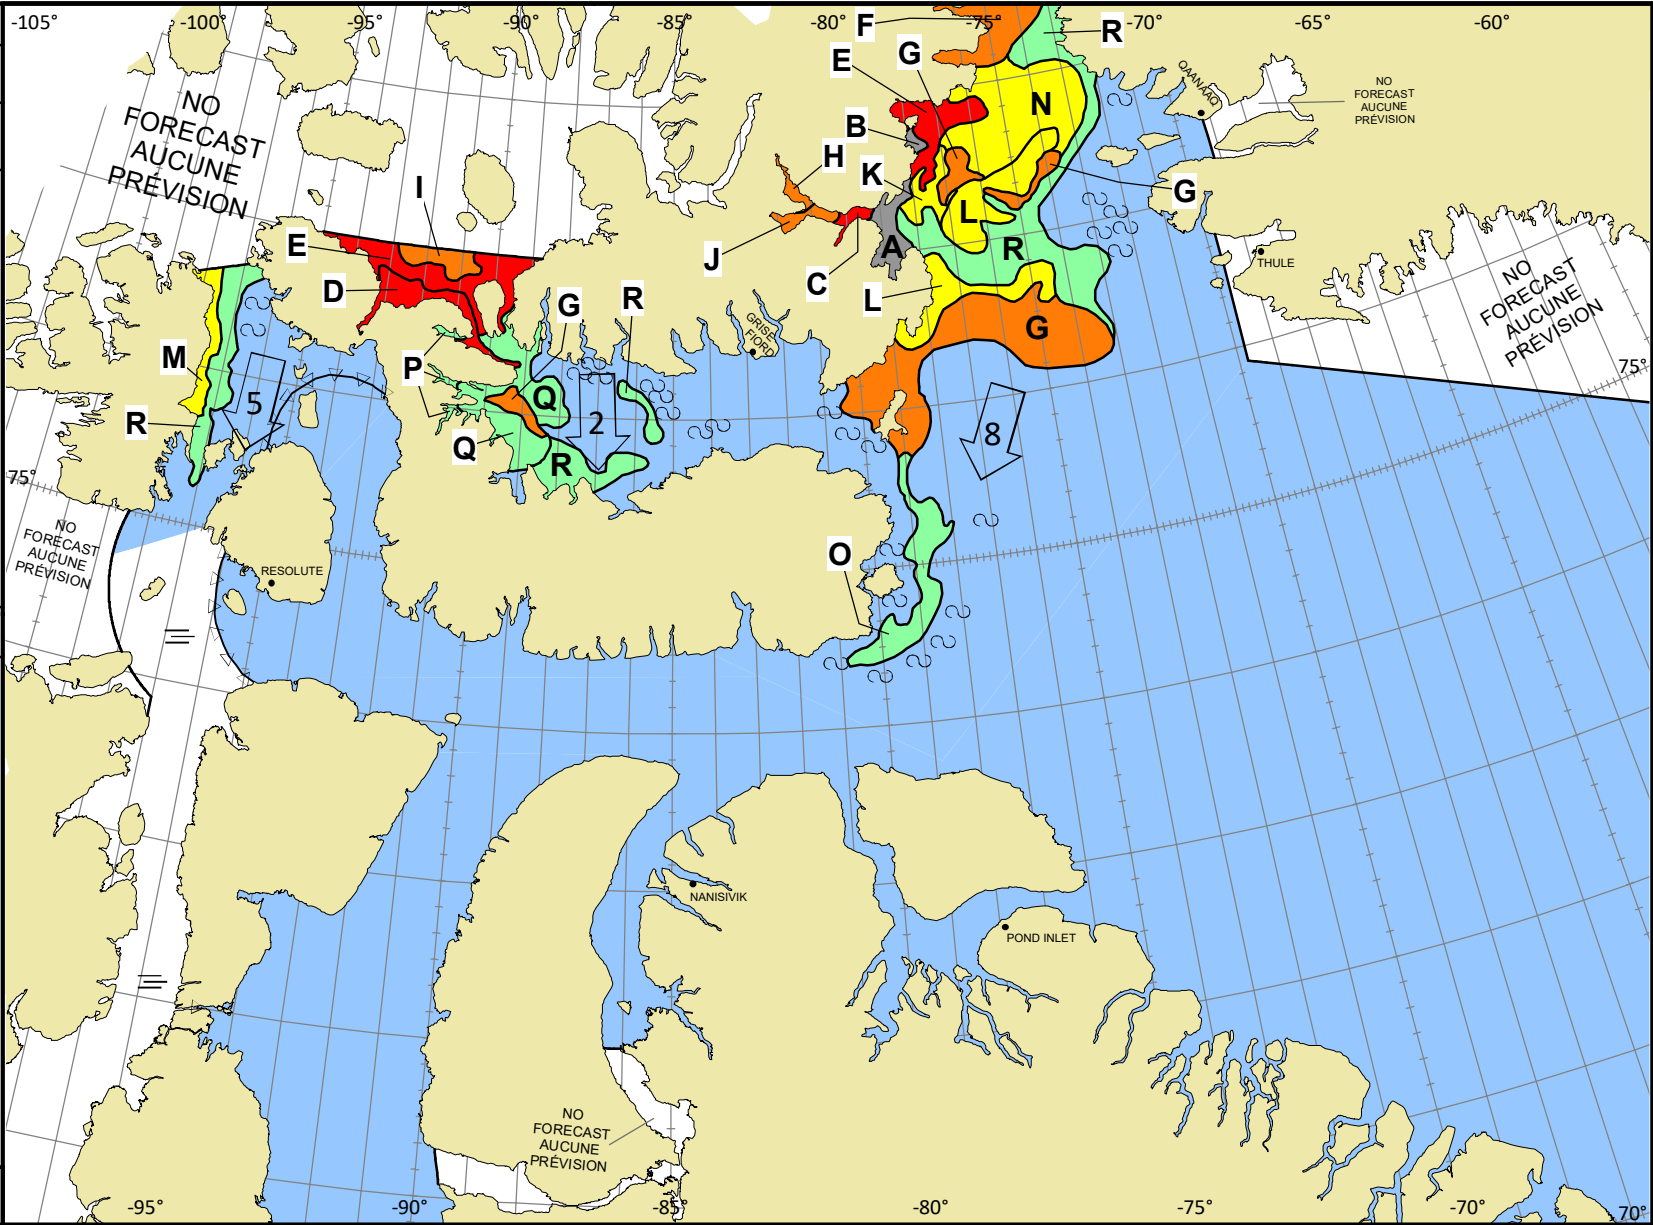 -105°
-100°
-95°
-90°
-85°
-80°
F
-75°
R
-70°
-65°
-60°
E
G
QAANAAQ
NO
FORECAST
AUCUNE
PRÉVISION
NO
FORECAST
AUCUNE
PRÉVISION
N
B
H
K
I
G
L
A
R
E
J
C
THULE
D
L
G
R
NO
FORECAST
AUCUNE
PRÉVISION
GRISE
FIORD
G
M
P
75°
5
Q
2
8
R
Q
R
75°
NO
FORECAST
AUCUNE
PRÉVISION
O
RESOLUTE
NANISIVIK
POND INLET
NO
FORECAST
AUCUNE
PRÉVISION
-95°
-90°
-85°
-80°
-75°
-70°
70°